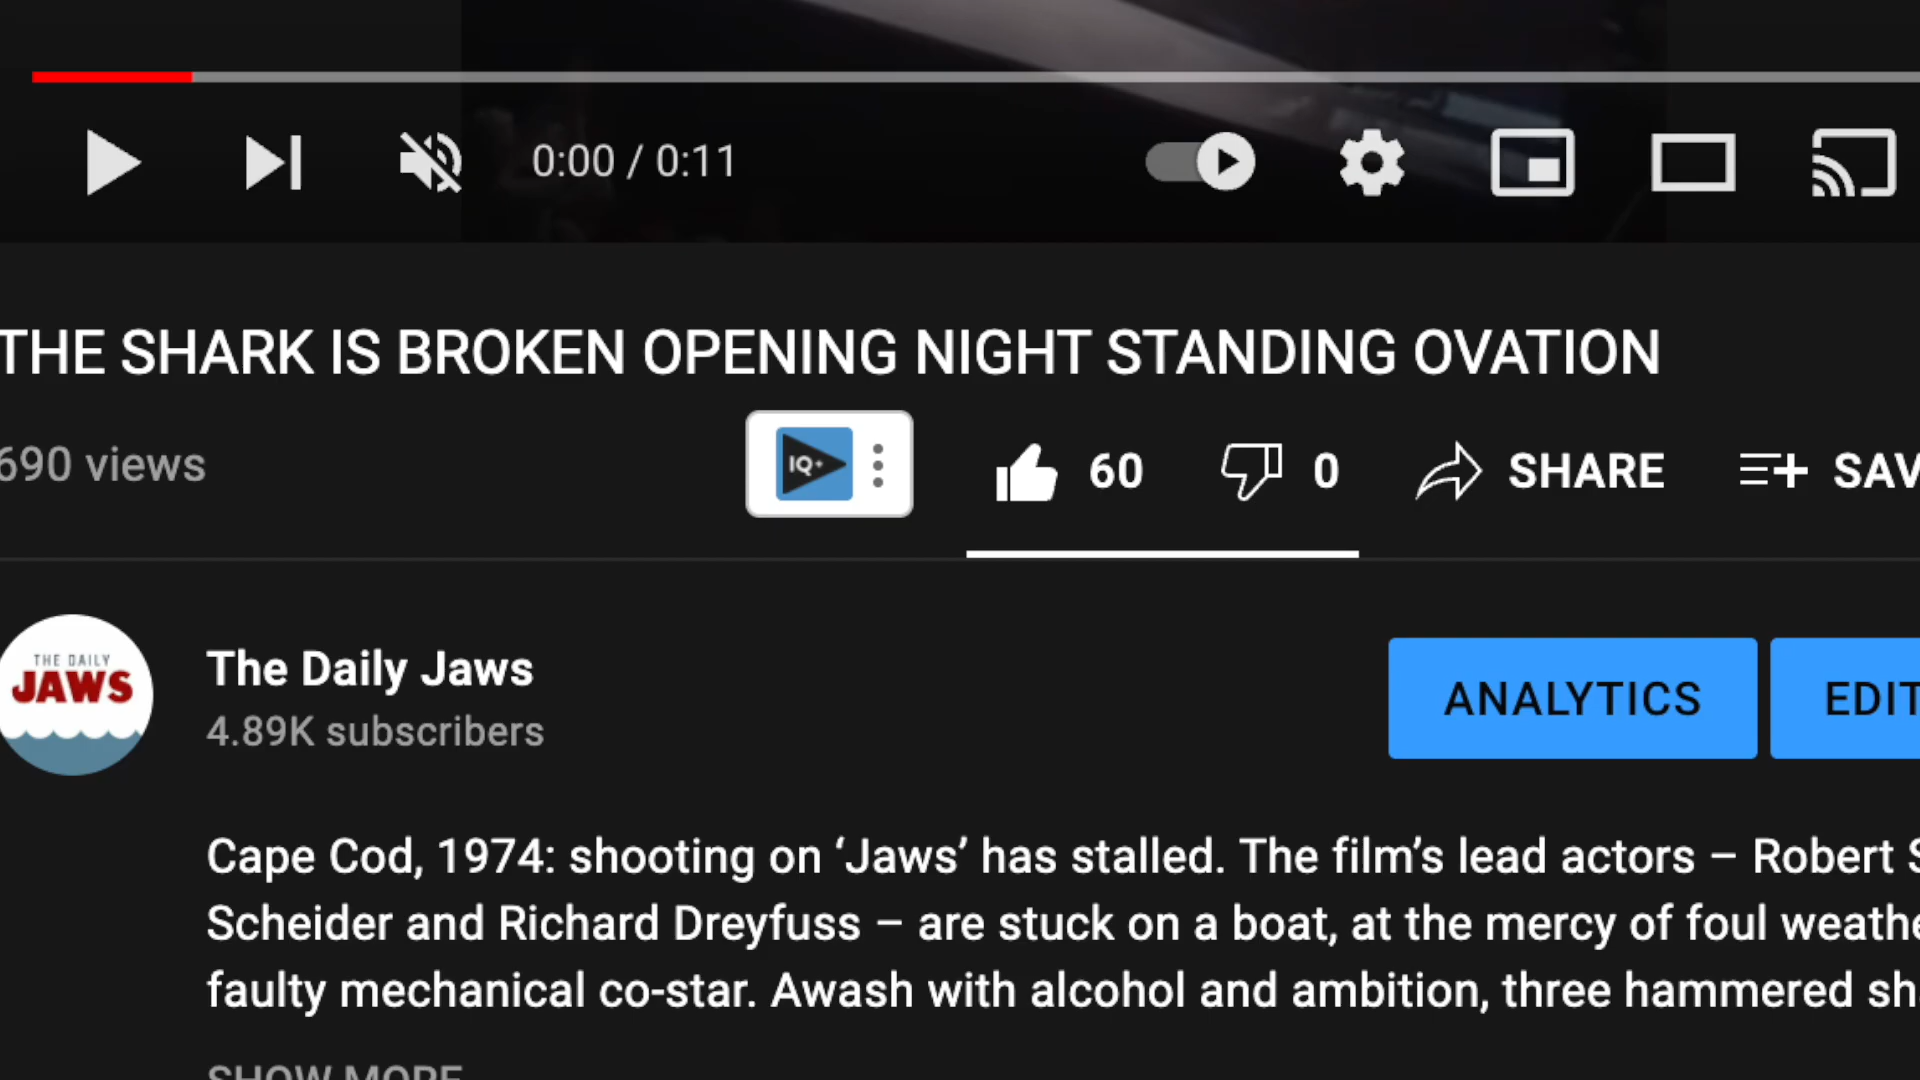 0:00 / 0:11
THE SHARK IS BROKEN OPENING NIGHT STANDING OVATION
690 views
IQ+
60
0
SHARE
SAV
THE DAILY
JAWS
The Daily Jaws
4.89K subscribers
ANALYTICS
EDIT
Cape Cod, 1974: shooting on ‘Jaws’ has stalled. The film’s lead actors – Robert S
Scheider and Richard Dreyfuss – are stuck on a boat, at the mercy of foul weathe
faulty mechanical co-star. Awash with alcohol and ambition, three hammered sh
SHOW MORE